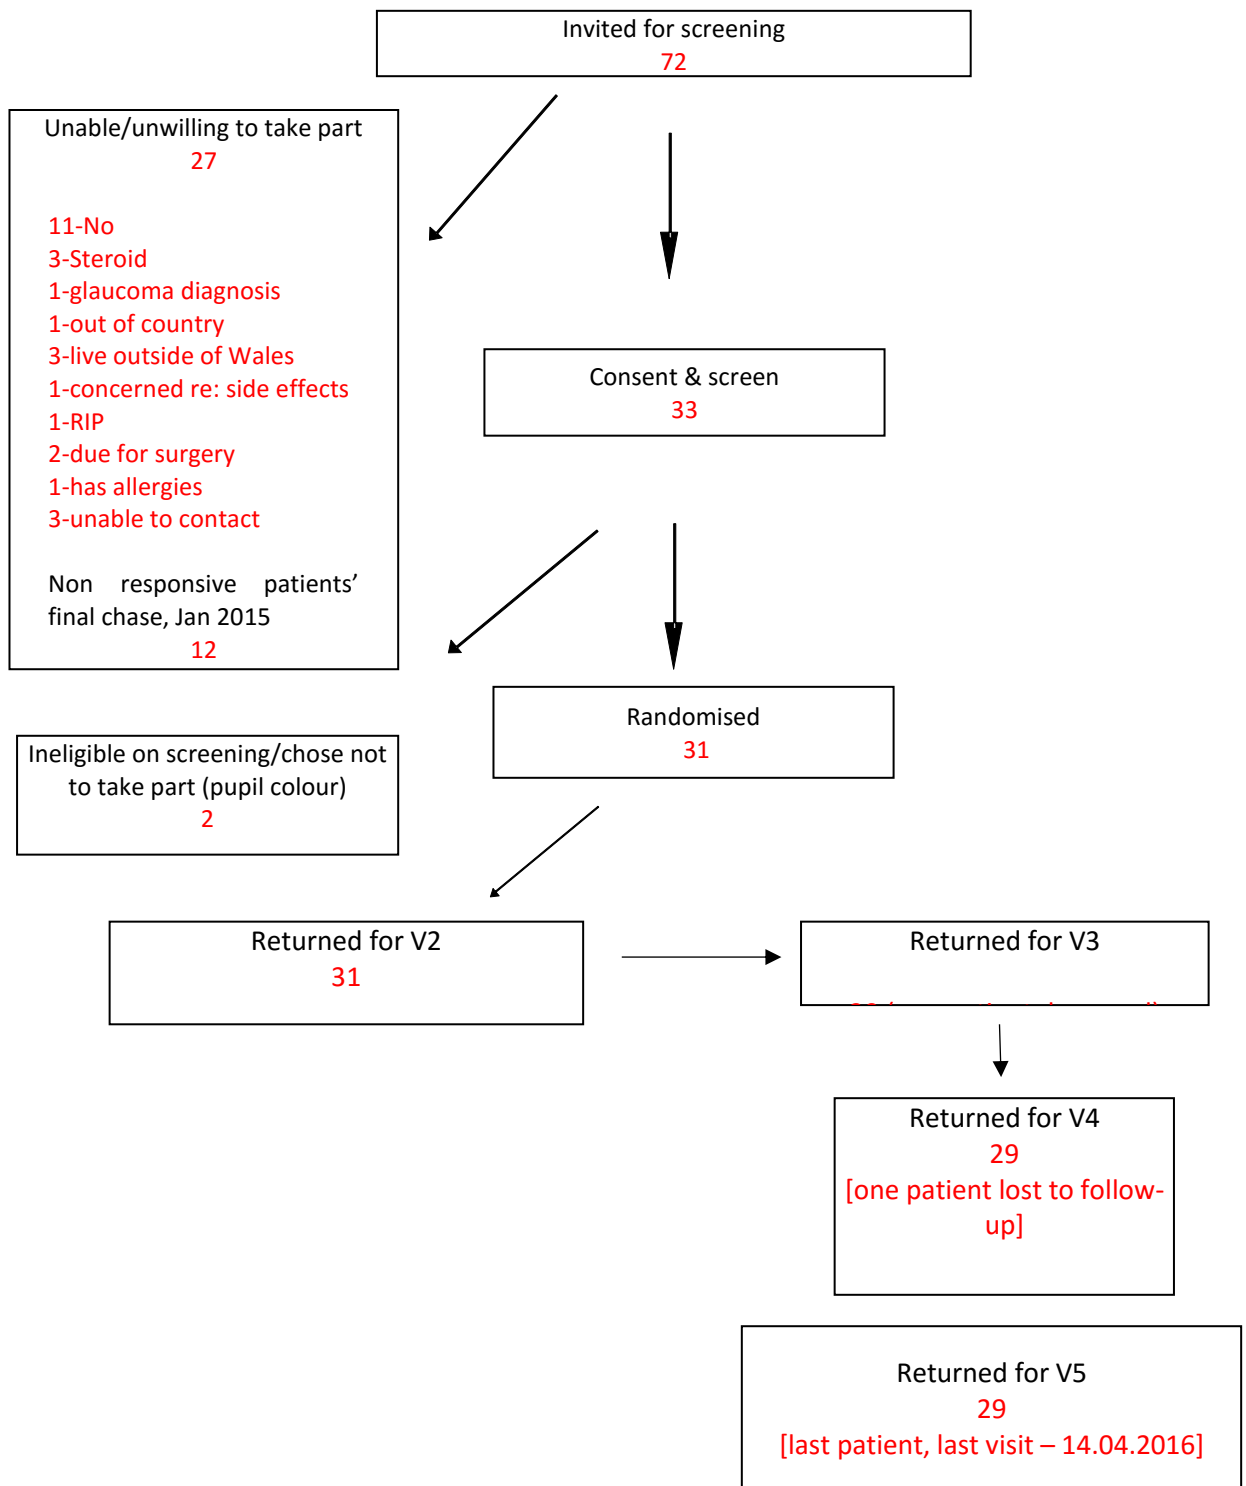 Invited for screening
72
Unable/unwilling to take part
27
11-No
3-Steroid
1-glaucoma diagnosis
1-out of country
3-live outside of Wales
1-concerned re: side effects
1-RIP
2-due for surgery
1-has allergies
3-unable to contact
Non responsive patients’
final chase, Jan 2015
12
Consent & screen
33
Randomised
31
Ineligible on screening/chose not
to take part (pupil colour)
2
Returned for V2
31
Returned for V3
Returned for V4
29
[one patient lost to follow-
up]
Returned for V5
29
[last patient, last visit – 14.04.2016]